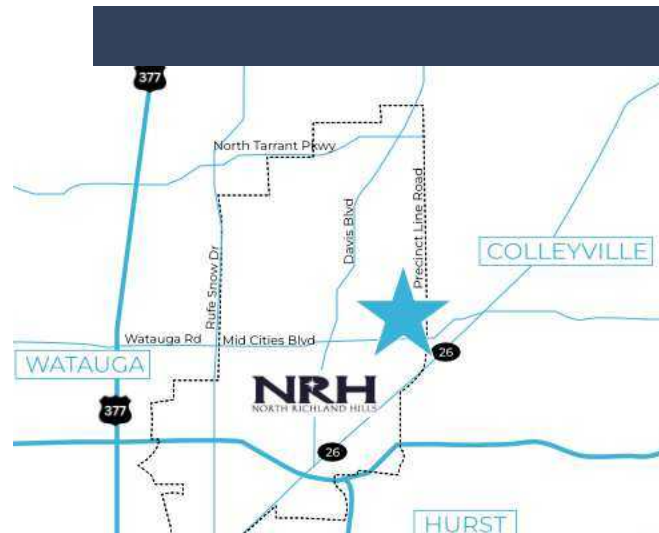 377
North Tarrant Pkwy
Davis Blvd
Precinct Line Road
COLLEYVILLE
Rufe Snow Dr
Watauga Rd
Mid Cities Blvd
26
WATAUGA
NRH
NORTH RICHLAND HILLS
377
26
HURST